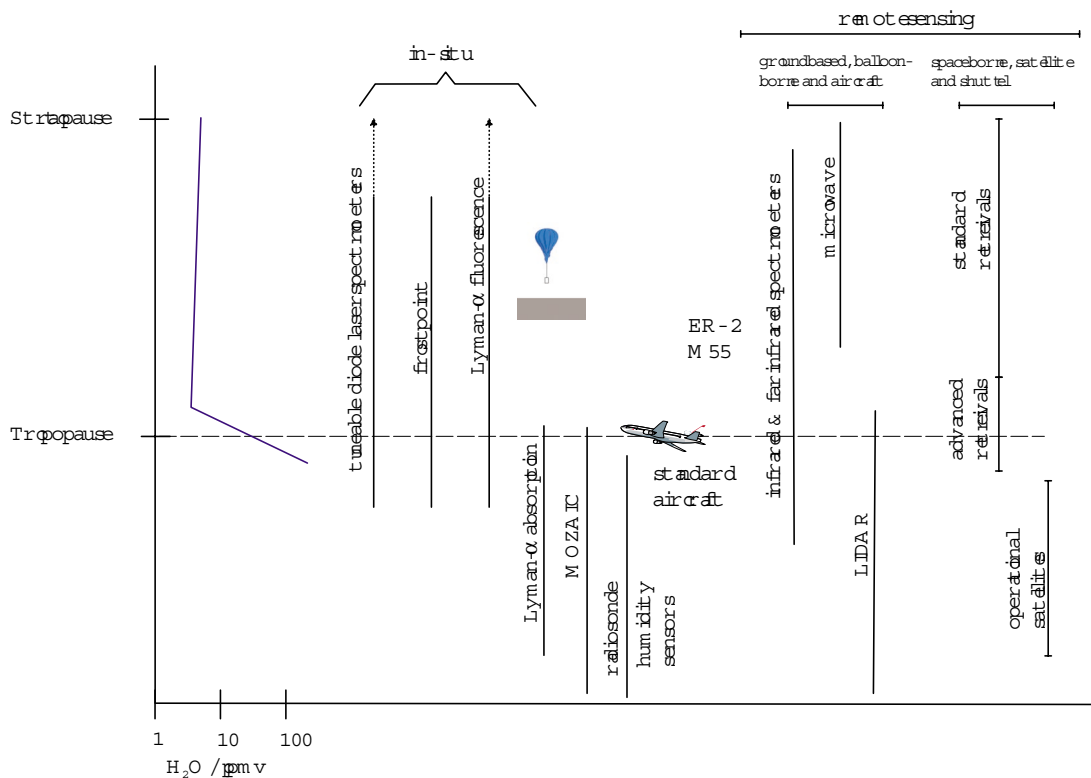 remote sensing
in-situ
groundbased, balloon-
borne and aircraft
spaceborne, satellite
and shuttel
Stratopause
tuneable diode laser spectrometers
frostpoint
Lyman-α fluorescence
ER-2
M 55
infrared & far infrared spectrometers
microwave
standard
retrievals
advanced
retrievals
Tropopause
standard
aircraft
Lyman-α absorption
MOZAIC
radiosonde
humidity
sensors
LIDAR
operational
satellites
1 10 100
H₂O /ppmv